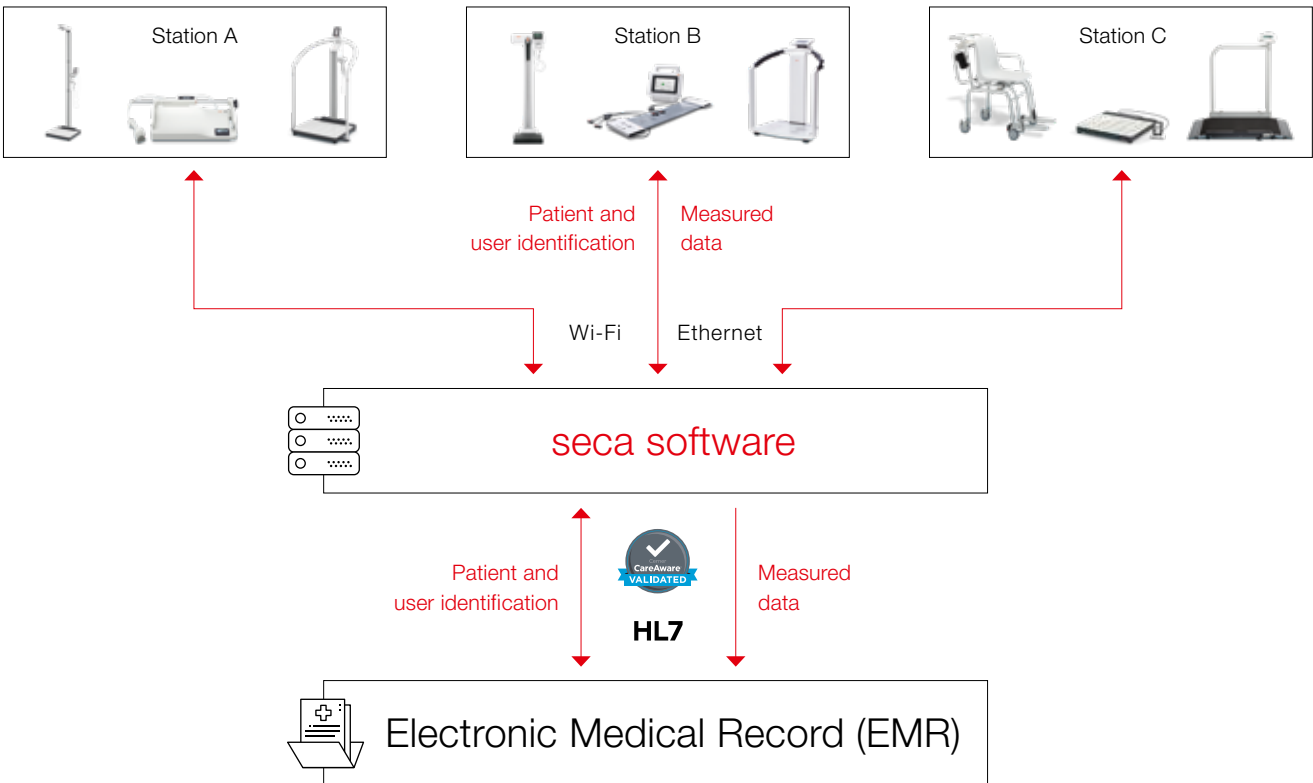 Station A
Station B
Station C
Patient and
user identification
Measured
data
Wi-Fi
Ethernet
seca software
Patient and
user identification
Cerner
CareAware
VALIDATED
HL7
Measured
data
Electronic Medical Record (EMR)